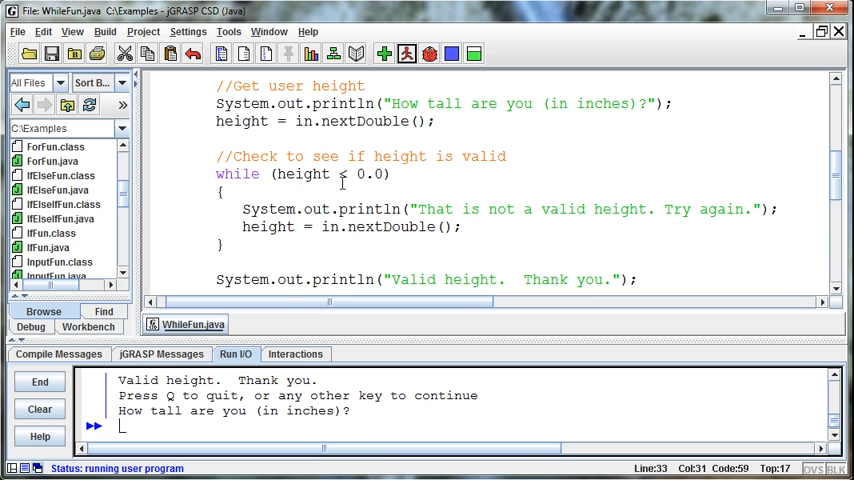 File: WhileFun.java - jGRASP CSD (Java)
File Edit View Build Project Settings Tools Window Help
All Files Sort B...
C:\Examples
ForFun.class
ForFun.java
IfElseFun.class
IfElseFun.java
IfElseIfFun.class
IfElseIfFun.java
IfFun.class
IfFun.java
InputFun.class
InputFun.java
Browse Find
Debug Workbench
//Get user height
System.out.println("How tall are you (in inches)?");
height = in.nextDouble();
//Check to see if height is valid
while (height < 0.0)
{
System.out.println("That is not a valid height. Try again.");
height = in.nextDouble();
}
System.out.println("Valid height.  Thank you.");
WhileFun.java
Compile Messages jGRASP Messages Run I/O Interactions
End
Clear
Help
Valid height.  Thank you.
Press Q to quit, or any other key to continue
How tall are you (in inches)?
Status: running user program
Line:33 Col:31 Code:59 Top:17 OVS BLK